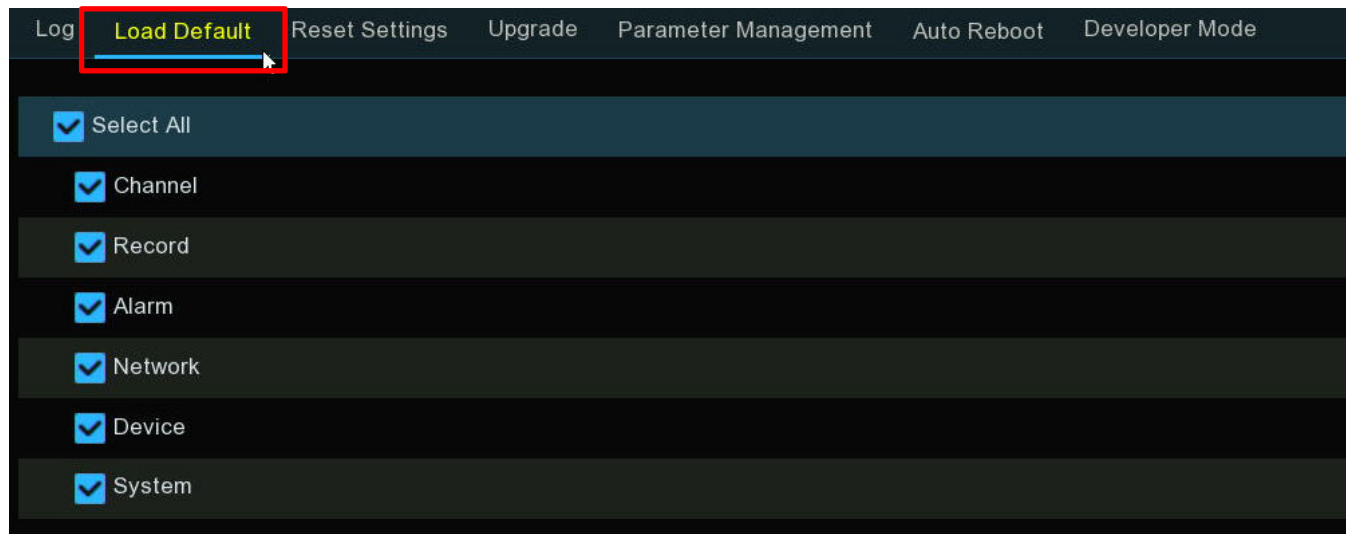 Log Load Default Reset Settings Upgrade Parameter Management Auto Reboot Developer Mode
Select All
Channel
Record
Alarm
Network
Device
System